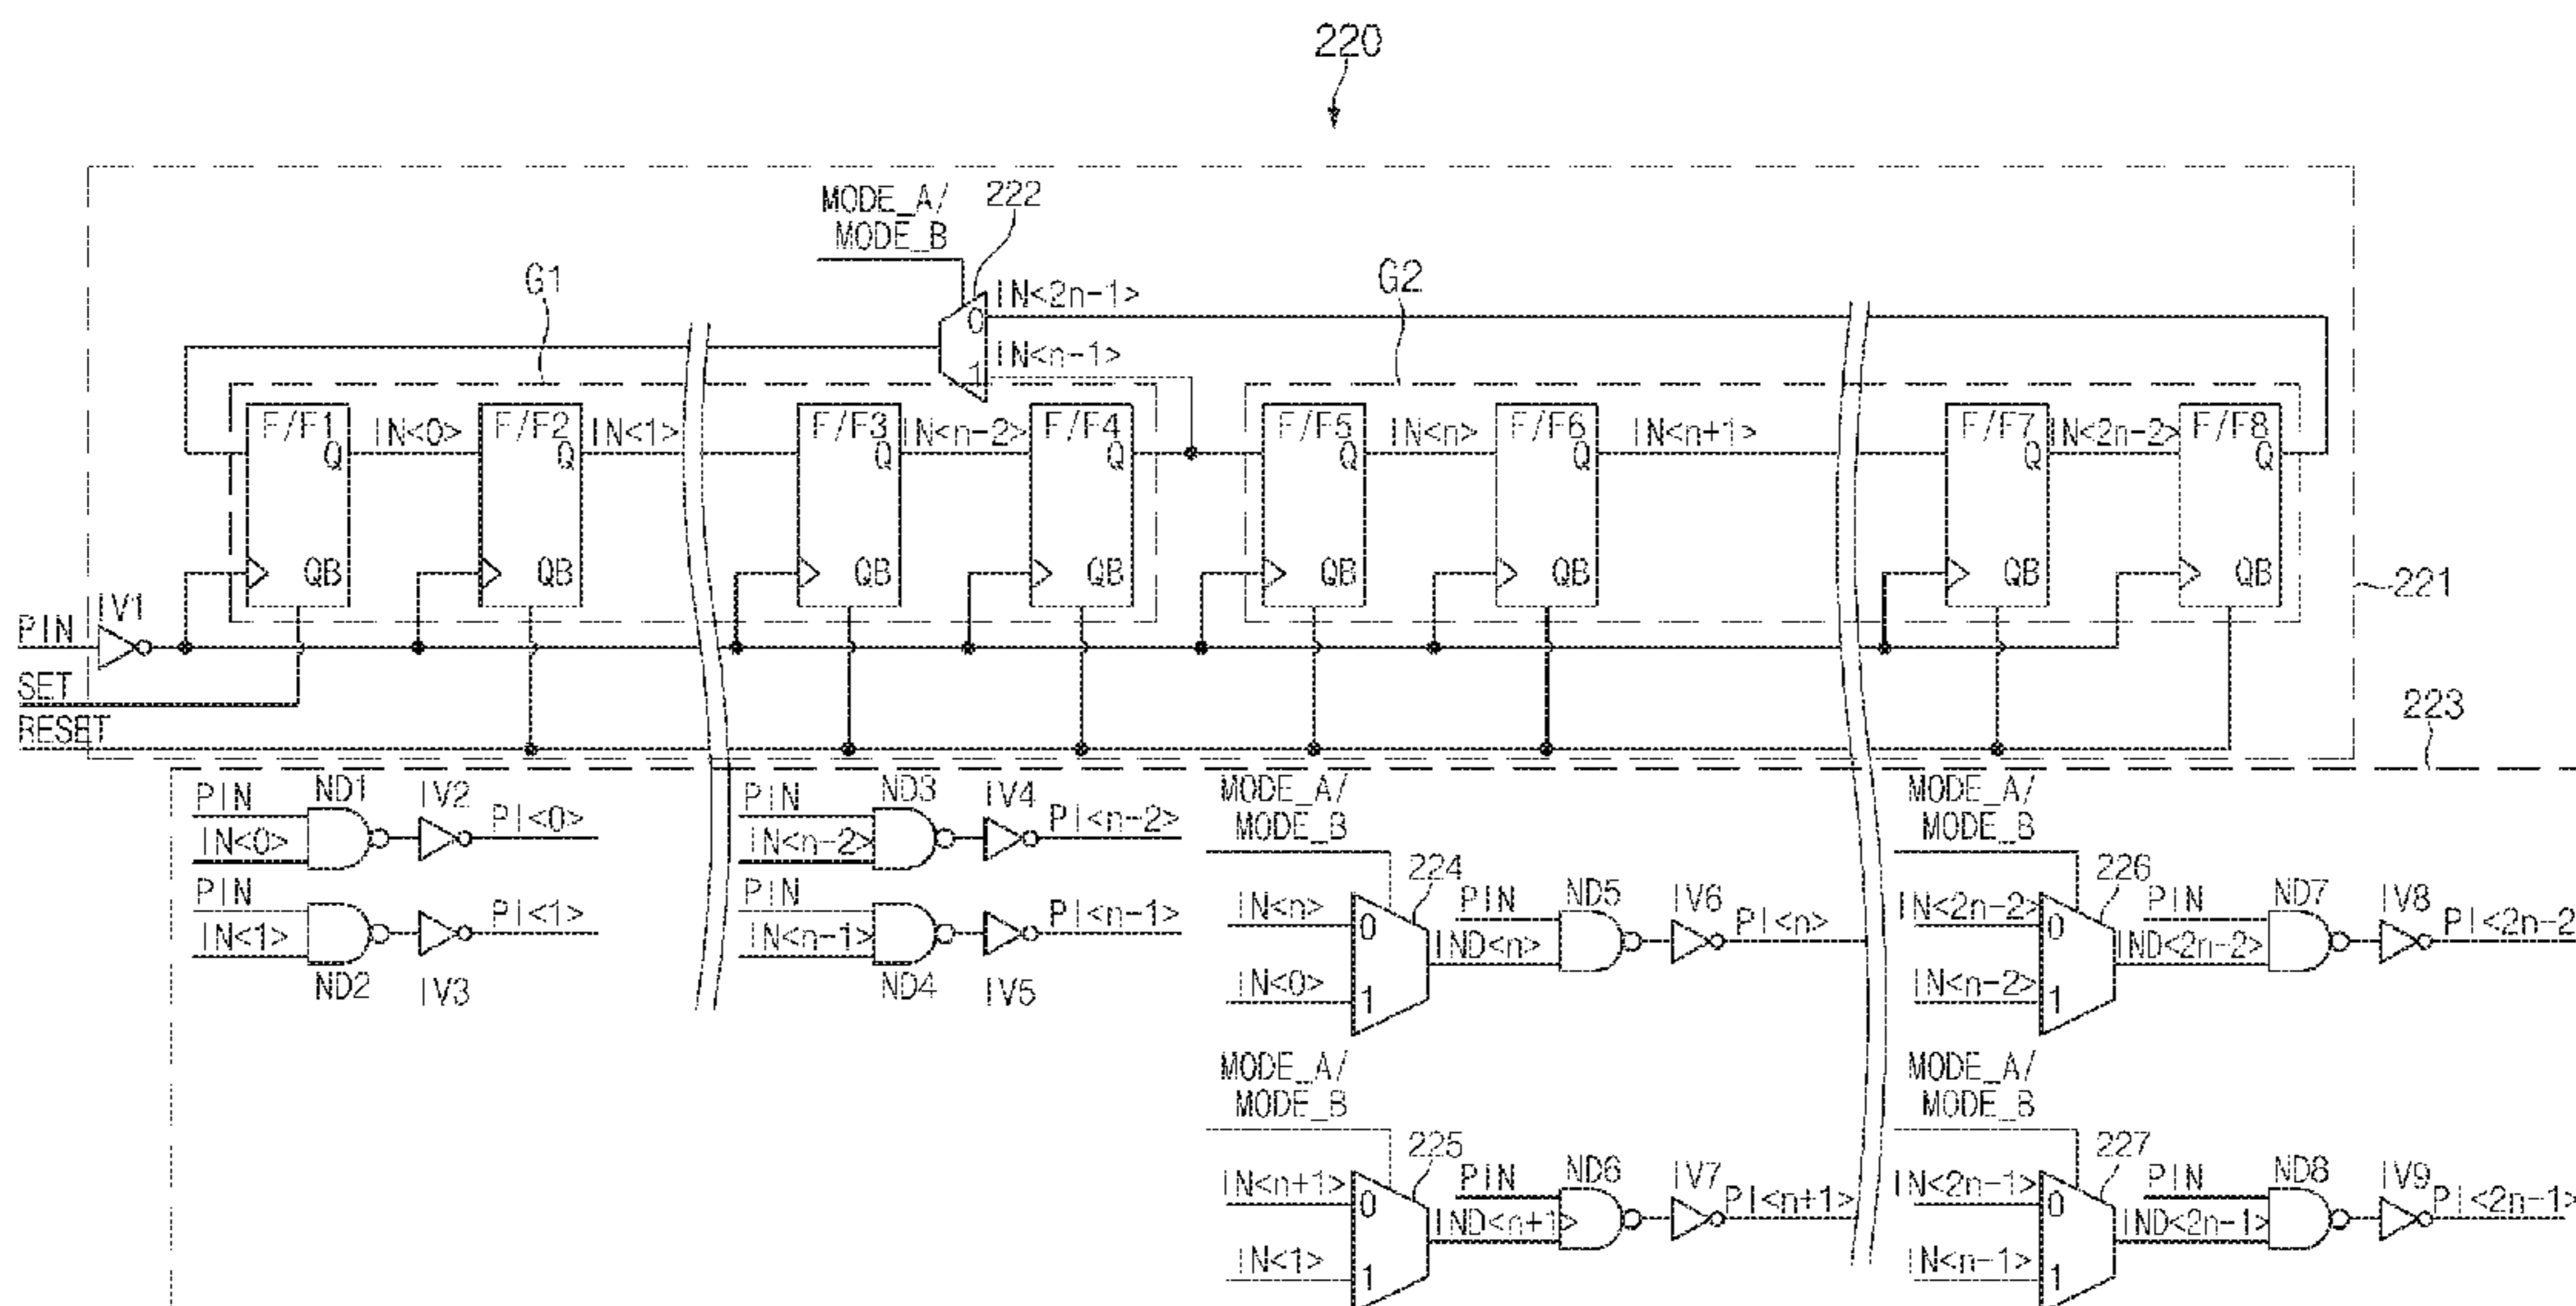 220
MODE_A/
MODE_B
222
G1
IN<2n-1>
0
IN<n-1>
1
G2
F/F1
Q
QB
IN<0>
F/F2
Q
QB
IN<1>
F/F3
Q
QB
IN<n-2>
F/F4
Q
QB
F/F5
Q
QB
IN<n>
F/F6
Q
QB
IN<n+1>
F/F7
Q
QB
IN<2n-2>
F/F8
Q
QB
221
PIN
IV1
SET
RESET
223
PIN
IN<0>
ND1
IV2
PI<0>
PIN
IN<1>
ND2
IV3
PI<1>
PIN
IN<n-2>
ND3
IV4
PI<n-2>
PIN
IN<n-1>
ND4
IV5
PI<n-1>
MODE_A/
MODE_B
224
IN<n>
0
IN<0>
1
PIN
IND<n>
ND5
IV6
PI<n>
MODE_A/
MODE_B
226
IN<2n-2>
0
IN<n-2>
1
PIN
IND<2n-2>
ND7
IV8
PI<2n-2
MODE_A/
MODE_B
225
IN<n+1>
0
IN<1>
1
PIN
IND<n+1>
ND6
IV7
PI<n+1>
MODE_A/
MODE_B
227
IN<2n-1>
0
IN<n-1>
1
PIN
IND<2n-1>
ND8
IV9
PI<2n-1>